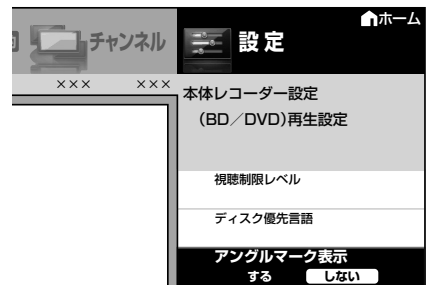 チャンネル
設定
ホーム
××× ×××
本体レコーダー設定
(BD／DVD)再生設定
視聴制限レベル
ディスク優先言語
アングルマーク表示
する しない